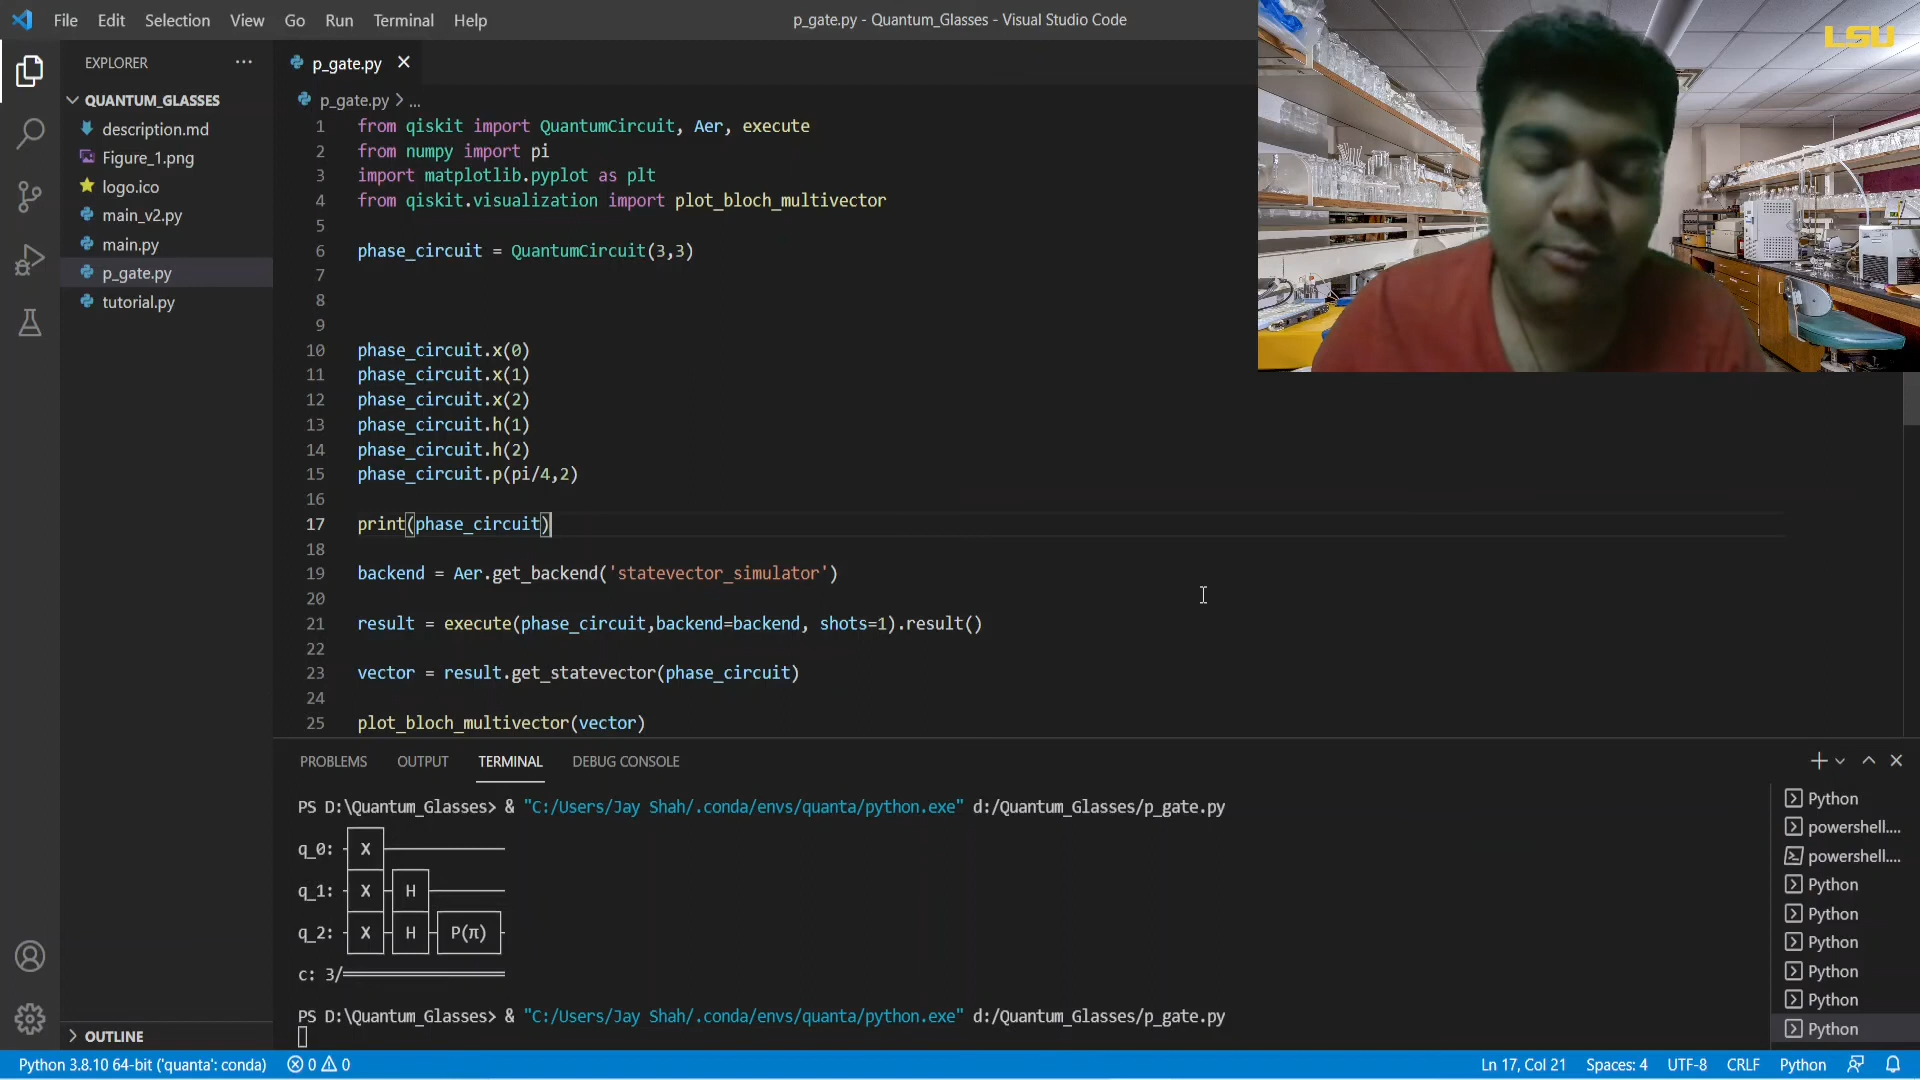 File Edit Selection View Go Run Terminal Help
p_gate.py - Quantum_Glasses - Visual Studio Code
LSU
EXPLORER ...
QUANTUM_GLASSES
description.md
Figure_1.png
logo.ico
main_v2.py
main.py
p_gate.py
tutorial.py
OUTLINE
p_gate.py
p_gate.py > ...
1 from qiskit import QuantumCircuit, Aer, execute
2 from numpy import pi
3 import matplotlib.pyplot as plt
4 from qiskit.visualization import plot_bloch_multivector
5
6 phase_circuit = QuantumCircuit(3,3)
7
8
9
10 phase_circuit.x(0)
11 phase_circuit.x(1)
12 phase_circuit.x(2)
13 phase_circuit.h(1)
14 phase_circuit.h(2)
15 phase_circuit.p(pi/4,2)
16
17 print(phase_circuit)
18
19 backend = Aer.get_backend('statevector_simulator')
20
21 result = execute(phase_circuit,backend=backend, shots=1).result()
22
23 vector = result.get_statevector(phase_circuit)
24
25 plot_bloch_multivector(vector)
PROBLEMS OUTPUT TERMINAL DEBUG CONSOLE
PS D:\Quantum_Glasses> & "C:/Users/Jay Shah/.conda/envs/quanta/python.exe" d:/Quantum_Glasses/p_gate.py
q_0: X
q_1: X H
q_2: X H P(π)
c: 3/
PS D:\Quantum_Glasses> & "C:/Users/Jay Shah/.conda/envs/quanta/python.exe" d:/Quantum_Glasses/p_gate.py
Python
powershell....
powershell....
Python
Python
Python
Python
Python
Python
Python 3.8.10 64-bit ('quanta': conda) 0 0
Ln 17, Col 21 Spaces: 4 UTF-8 CRLF Python